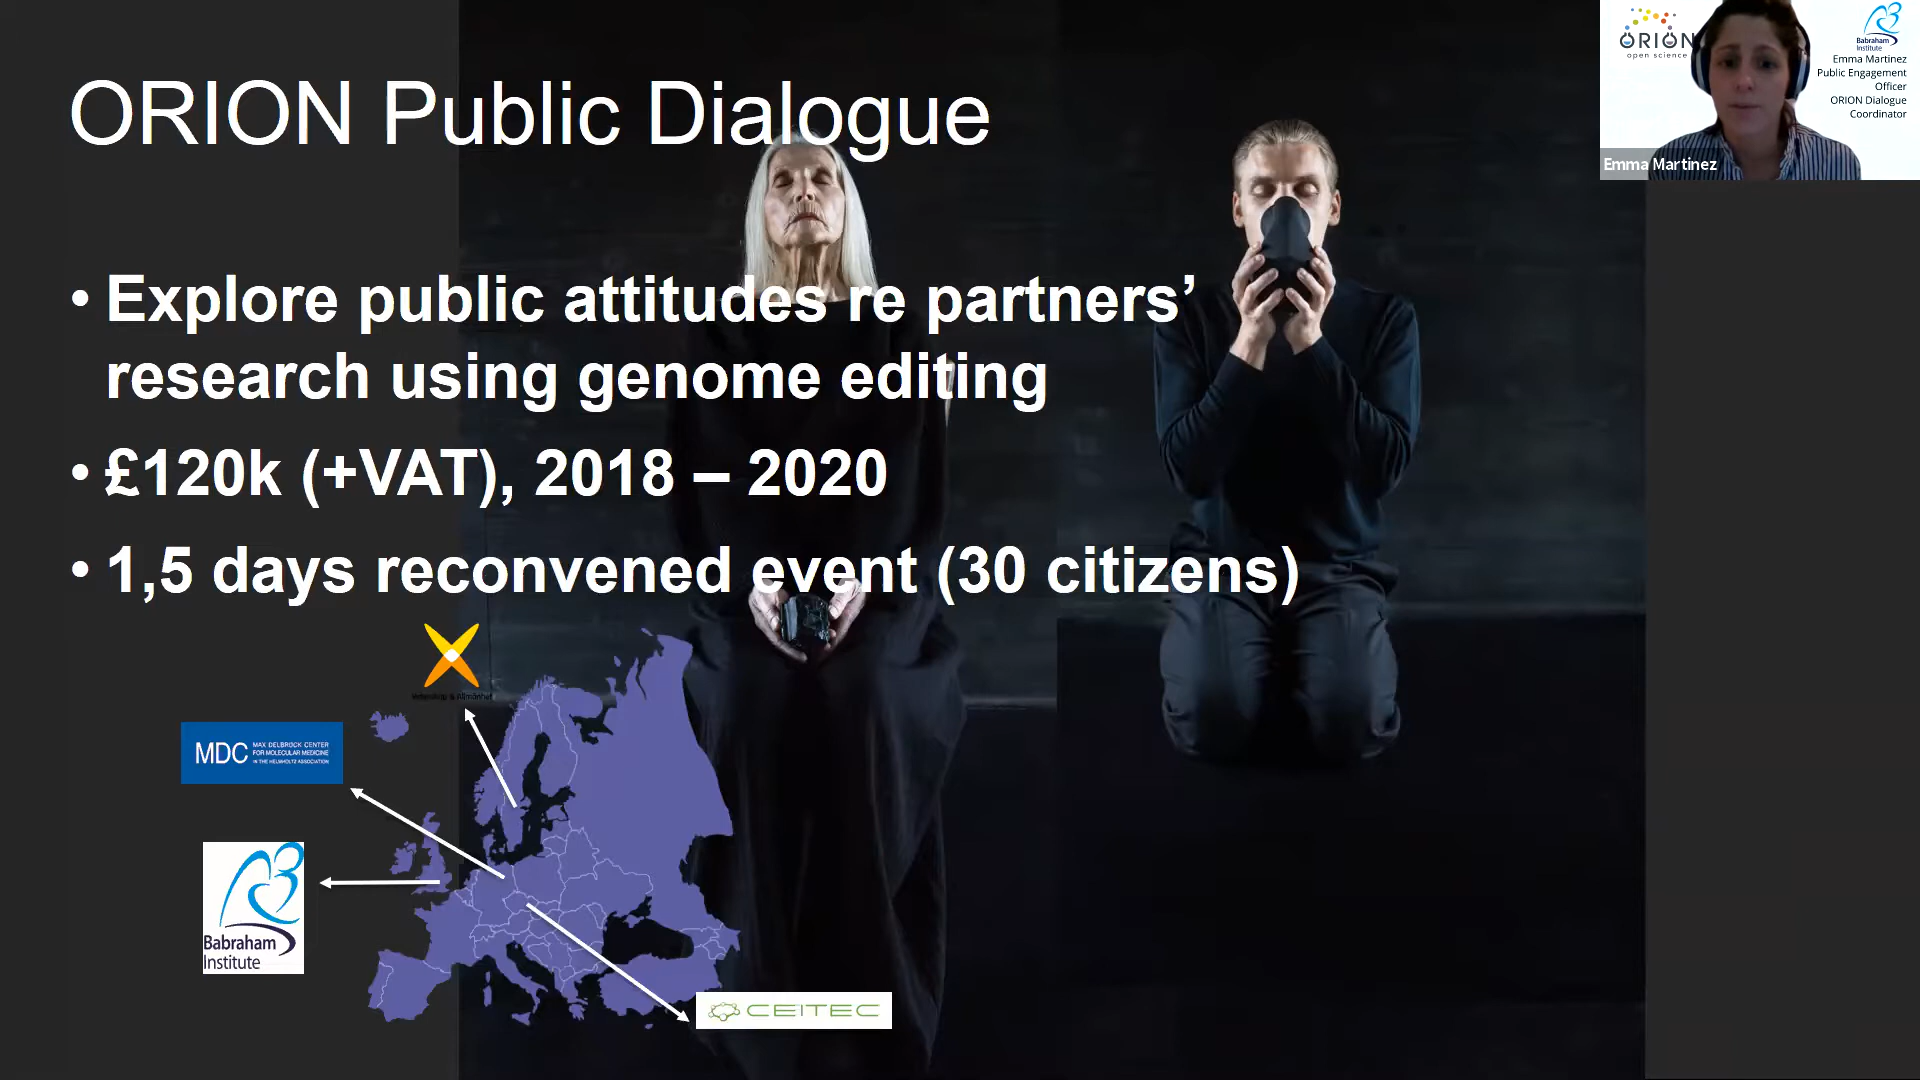 ORION Public Dialogue
• Explore public attitudes re partners’
research using genome editing
• £120k (+VAT), 2018 – 2020
• 1,5 days reconvened event (30 citizens)
Vetenskap & Allmänhet
MDC
MAX DELBRÜCK CENTER
FOR MOLECULAR MEDICINE
IN THE HELMHOLTZ ASSOCIATION
Babraham
Institute
CEITEC
ORION
open science
Babraham
Institute
Emma Martinez
Public Engagement
Officer
ORION Dialogue
Coordinator
Emma Martinez